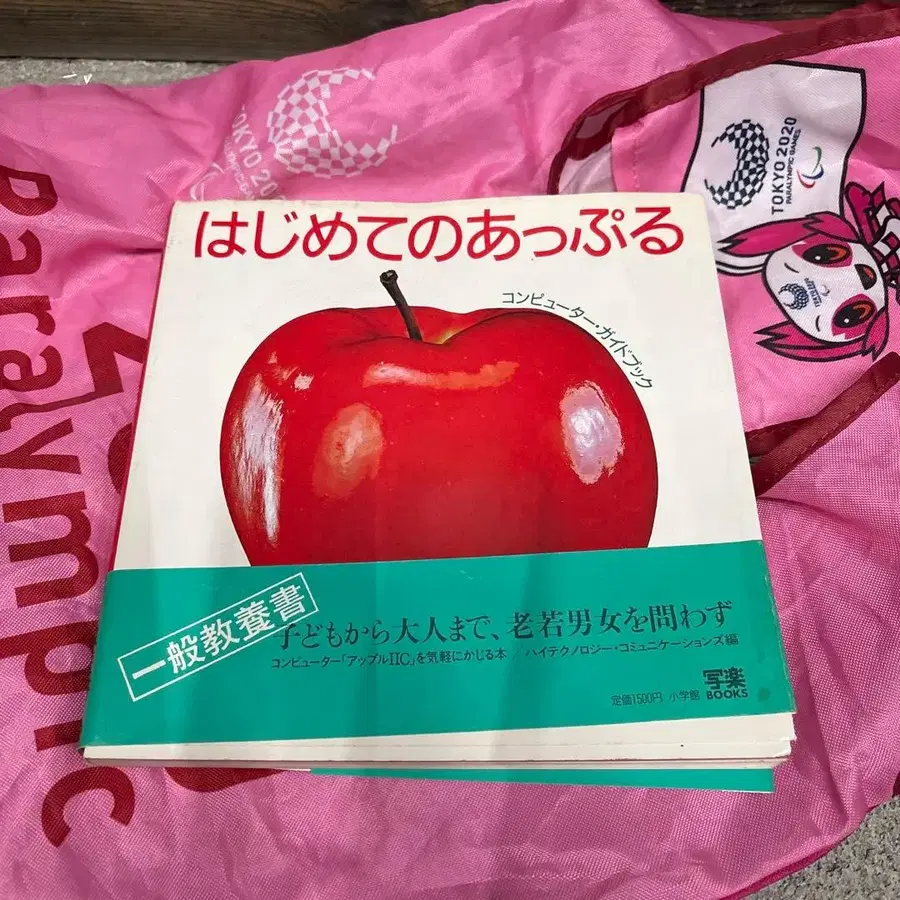 はじめてのあっぷる
コンピューター・ガイドブック
一般教養書
子どもから大人まで、老若男女を問わず
コンピューター「アップルIIC」を気軽にかじる本／ハイテクノロジー・コミュニケーションズ編
定価1500円 小学館
写楽
BOOKS
TOKYO 2020
TOKYO 2020
PARALYMPIC GAMES
Paralympic